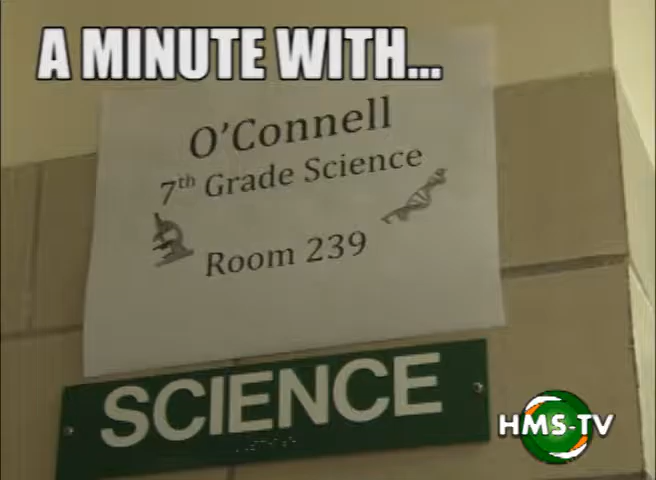 A MINUTE WITH...
O'Connell
7th Grade Science
Room 239
SCIENCE
HMS-TV